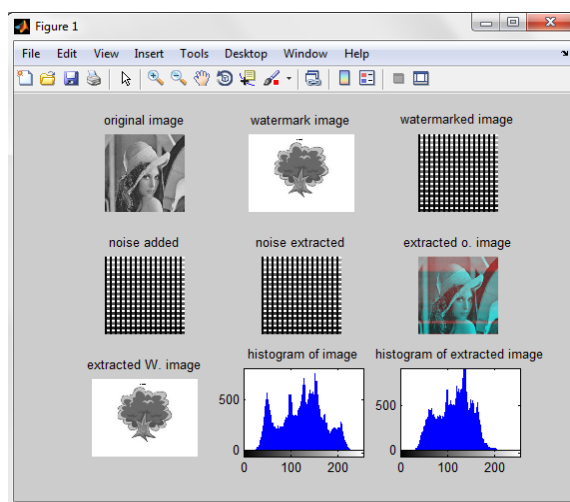 Figure 1
File Edit View Insert Tools Desktop Window Help
original image
watermark image
watermarked image
noise added
noise extracted
extracted o. image
extracted W. image
histogram of image
histogram of extracted image
500
0
0 100 200
500
0
0 100 200